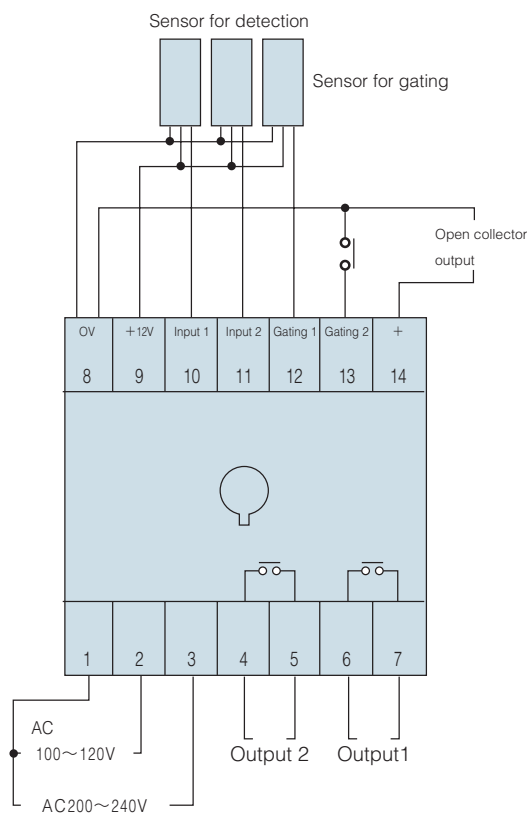 Sensor for detection
Sensor for gating
Open collector
output
OV
+12V
Input 1
Input 2
Gating 1
Gating 2
+
8
9
10
11
12
13
14
1
2
3
4
5
6
7
AC
100～120V
Output 2
Output1
AC200～240V